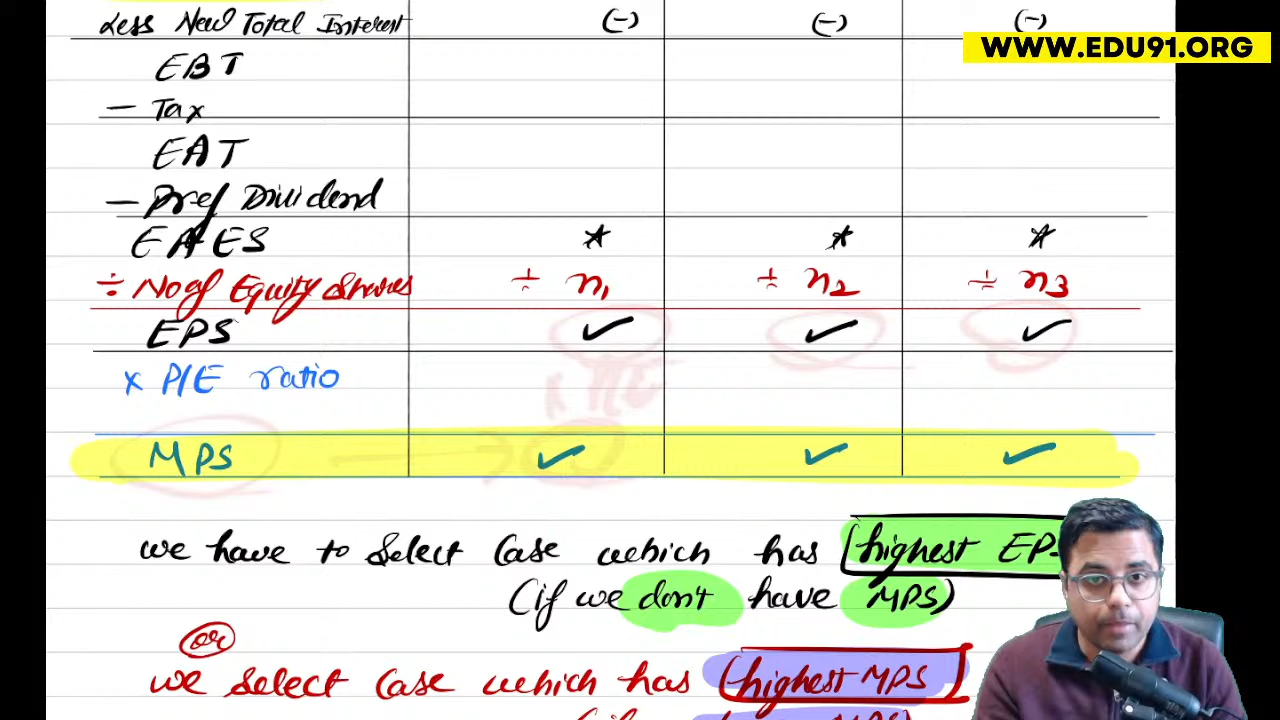 Less New Total Interest (-) (-) (-)
WWW.EDU91.ORG
EBT
- Tax
EAT
- Pref Dividend
EAES * * *
÷ No of Equity Shares ÷ n1 ÷ n2 ÷ n3
EPS ✓ ✓ ✓
x P/E ratio
MPS ✓ ✓ ✓
we have to select case which has highest EP
(if we don't have MPS)
or
we select case which has highest MPS